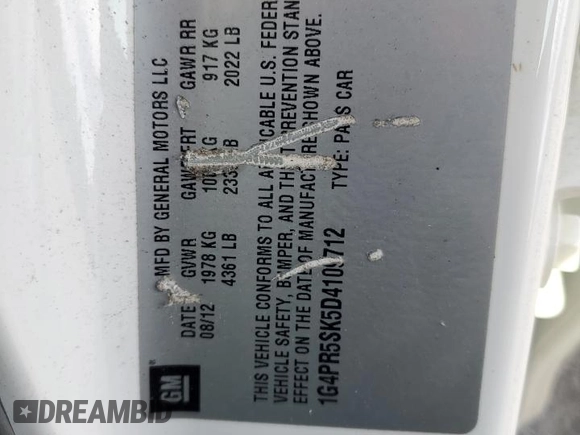 MFD BY GENERAL MOTORS LLC
DATE GVWR GAWR FRT GAWR RR
08/12 1978 KG 917 KG
4361 LB 2022 LB
THIS VEHICLE CONFORMS TO ALL APPLICABLE U.S. FEDER
VEHICLE SAFETY, BUMPER, AND THEFT PREVENTION STAN
EFFECT ON THE DATE OF MANUFACTURE SHOWN ABOVE.
TYPE: PASS CAR
GM
DREAMBID